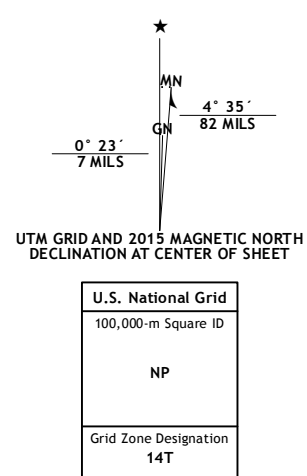 ★
MN
4° 35´
82 MILS
GN
0° 23´
7 MILS
UTM GRID AND 2015 MAGNETIC NORTH
DECLINATION AT CENTER OF SHEET
U.S. National Grid
100,000-m Square ID
NP
Grid Zone Designation
14T